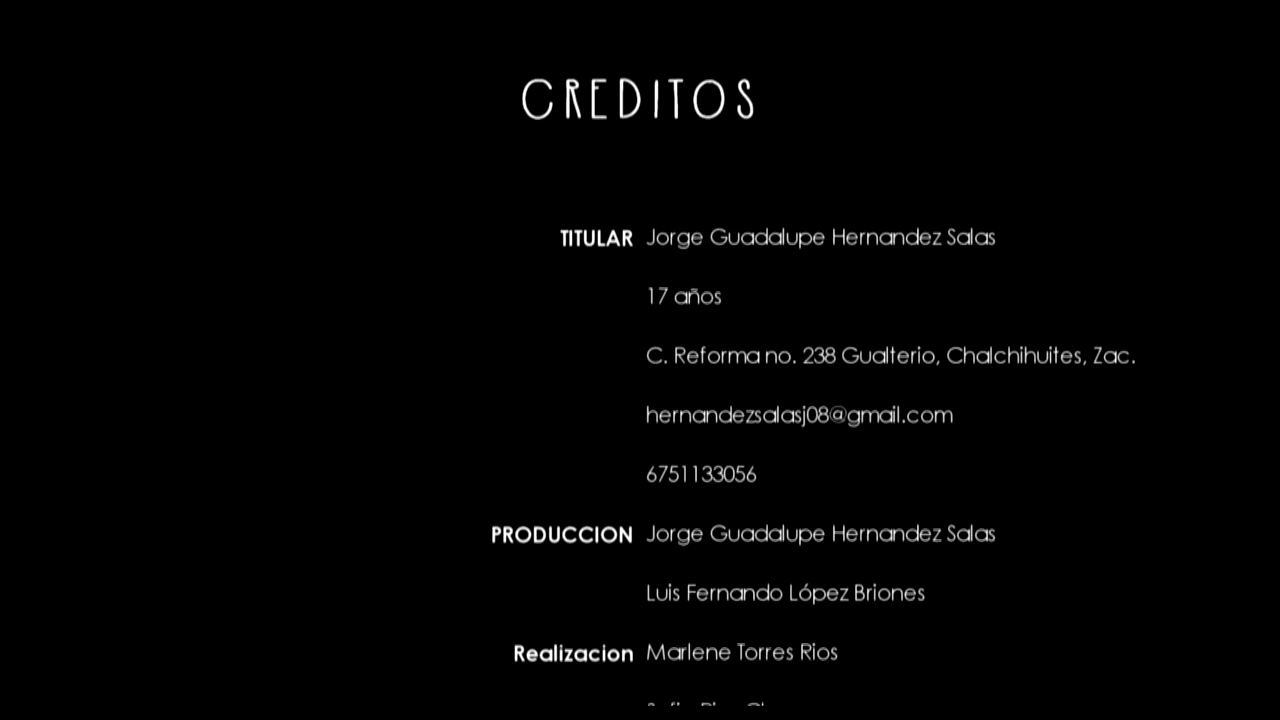 CREDITOS
TITULAR Jorge Guadalupe Hernandez Salas
17 años
C. Reforma no. 238 Gualterio, Chalchihuites, Zac.
hernandezsalasj08@gmail.com
6751133056
PRODUCCION Jorge Guadalupe Hernandez Salas
Luis Fernando López Briones
Realizacion Marlene Torres Rios